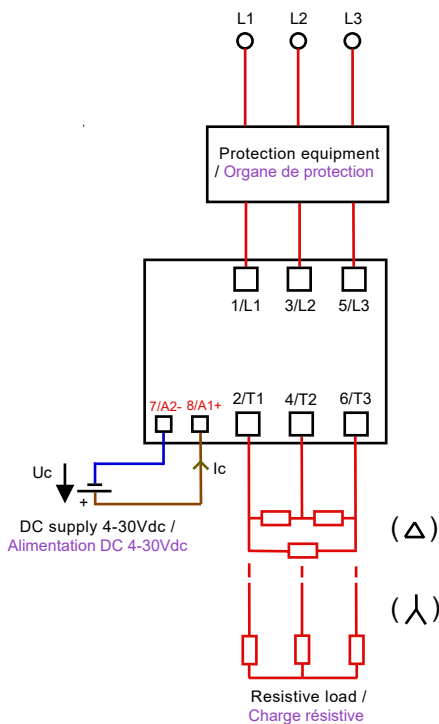 L1 L2 L3
Protection equipment
/ Organe de protection
1/L1 3/L2 5/L3
7/A2- 8/A1+ 2/T1 4/T2 6/T3
Uc
Ic
+
DC supply 4-30Vdc /
Alimentation DC 4-30Vdc
Resistive load /
Charge résistive